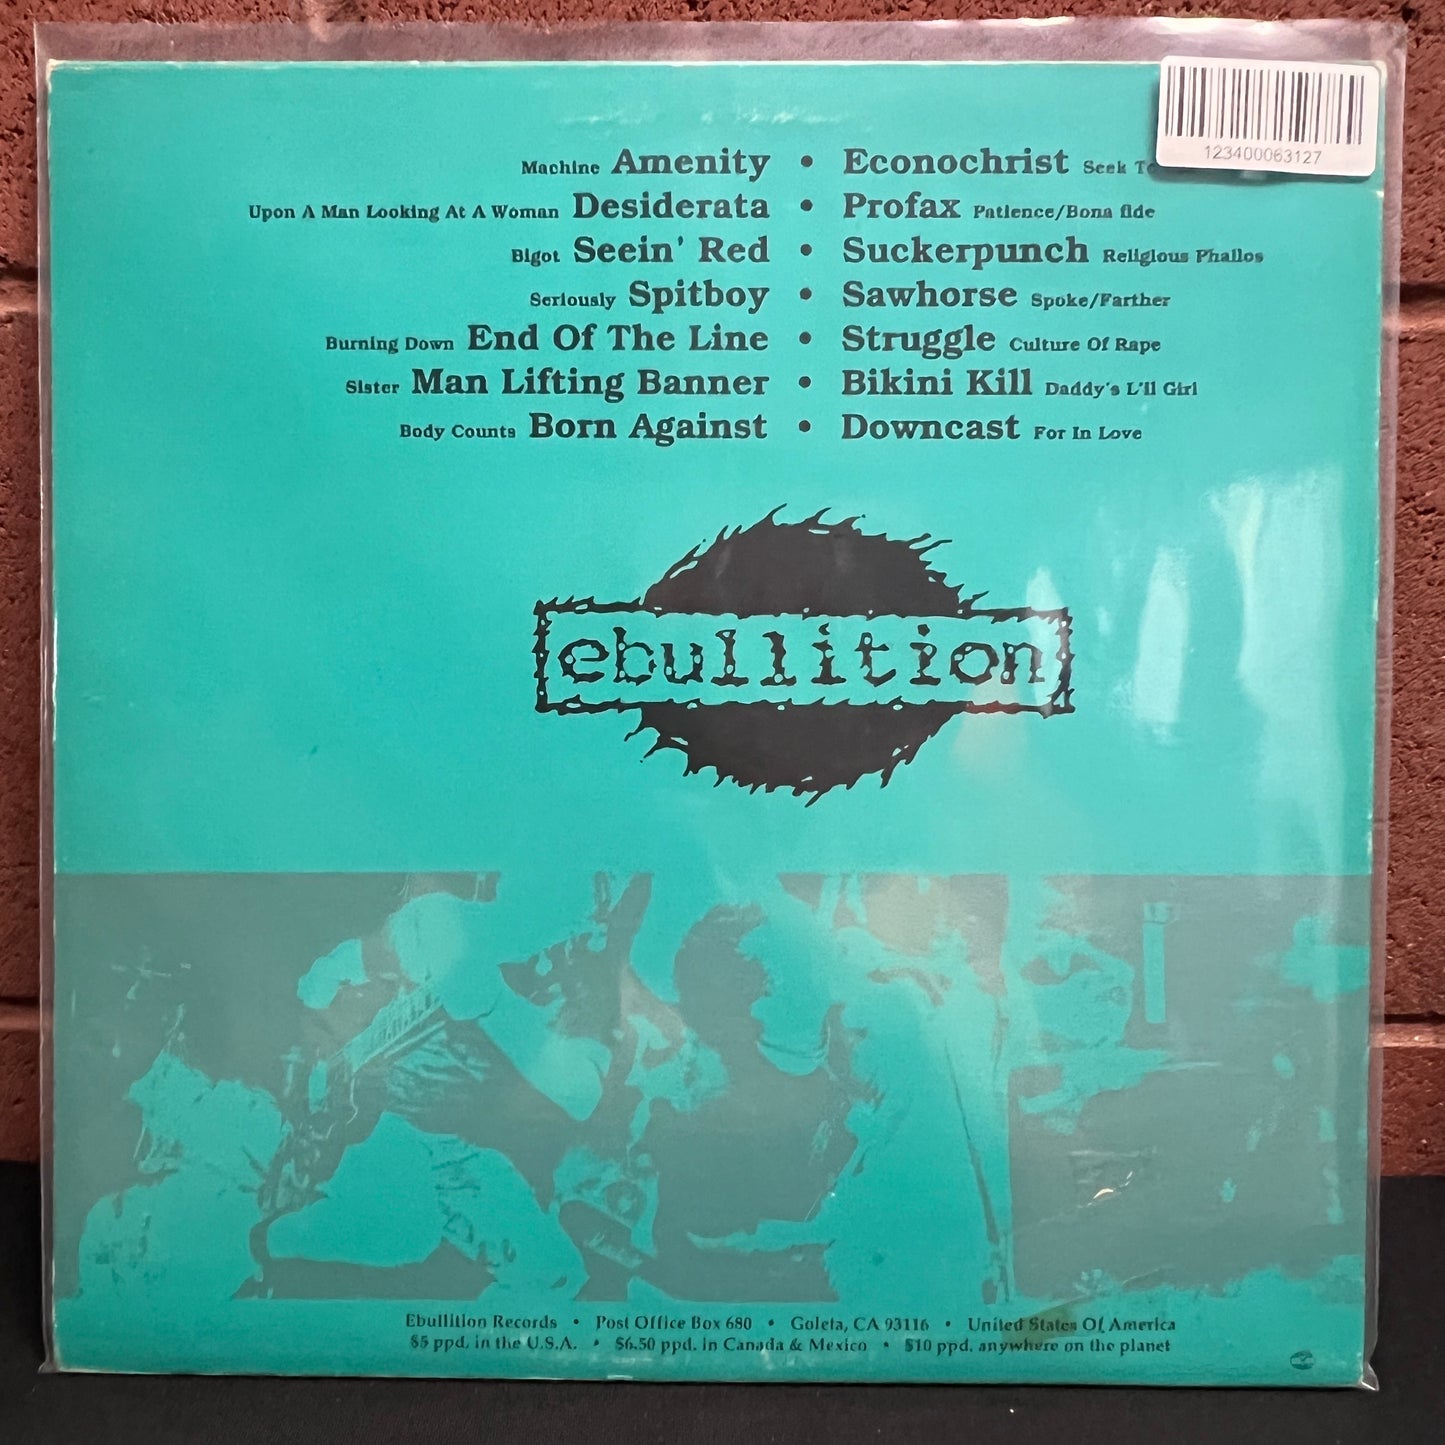 123400063127
Machine Amenity • Econochrist Seek
Upon A Man Looking At A Woman Desiderata • Profax Patience/Bona fide
Bigot Seein' Red • Suckerpunch Religious Phallos
Seriously Spitboy • Sawhorse Spoke/Farther
Burning Down End Of The Line • Struggle Culture Of Rape
Sister Man Lifting Banner • Bikini Kill Daddy's L'il Girl
Body Counts Born Against • Downcast For In Love
ebullition
Ebullition Records • Post Office Box 680 • Goleta, CA 93116 • United States Of America
$5 ppd. in the U.S.A. • $6.50 ppd. in Canada & Mexico • $10 ppd. anywhere on the planet